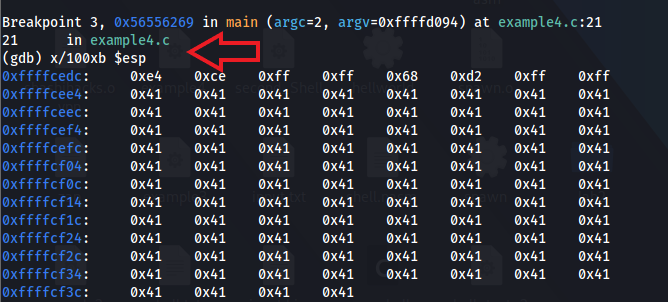 Breakpoint 3, 0x56556269 in main (argc=2, argv=0xffffd094) at example4.c:21
21 in example4.c
(gdb) x/100xb $esp
0xffffcedc: 0xe4 0xce 0xff 0xff 0x68 0xd2 0xff 0xff
0xffffcee4: 0x41 0x41 0x41 0x41 0x41 0x41 0x41 0x41
0xffffceec: 0x41 0x41 0x41 0x41 0x41 0x41 0x41 0x41
0xffffcef4: 0x41 0x41 0x41 0x41 0x41 0x41 0x41 0x41
0xffffcefc: 0x41 0x41 0x41 0x41 0x41 0x41 0x41 0x41
0xffffcf04: 0x41 0x41 0x41 0x41 0x41 0x41 0x41 0x41
0xffffcf0c: 0x41 0x41 0x41 0x41 0x41 0x41 0x41 0x41
0xffffcf14: 0x41 0x41 0x41 0x41 0x41 0x41 0x41 0x41
0xffffcf1c: 0x41 0x41 0x41 0x41 0x41 0x41 0x41 0x41
0xffffcf24: 0x41 0x41 0x41 0x41 0x41 0x41 0x41 0x41
0xffffcf2c: 0x41 0x41 0x41 0x41 0x41 0x41 0x41 0x41
0xffffcf34: 0x41 0x41 0x41 0x41 0x41 0x41 0x41 0x41
0xffffcf3c: 0x41 0x41 0x41 0x41